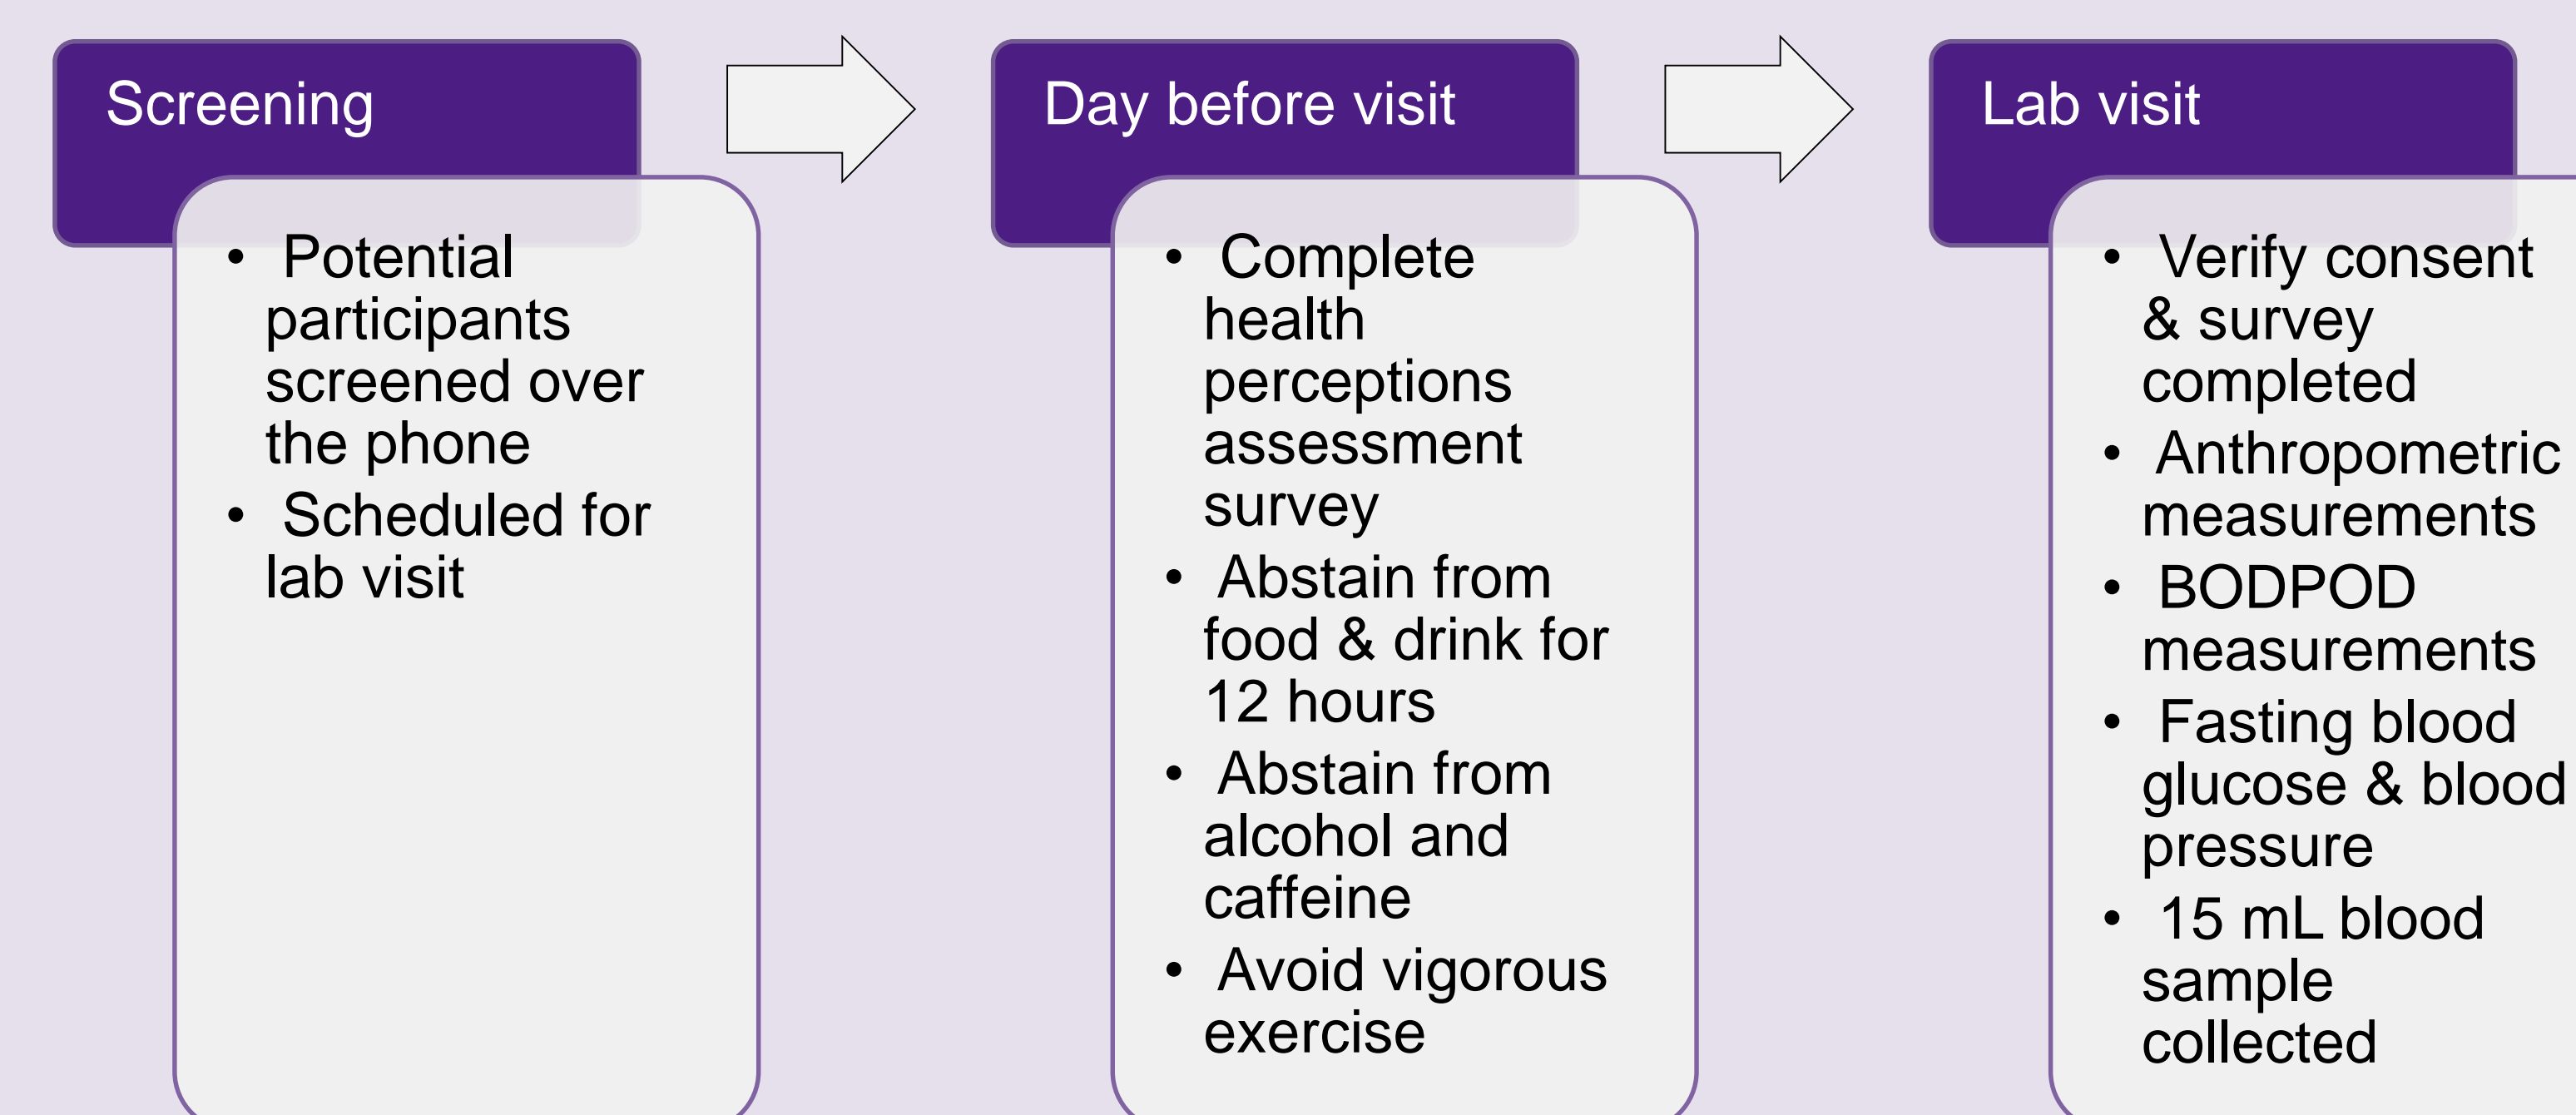 Screening
• Potential
participants
screened over
the phone
• Scheduled for
lab visit
Day before visit
• Complete
health
perceptions
assessment
survey
• Abstain from
food & drink for
12 hours
• Abstain from
alcohol and
caffeine
• Avoid vigorous
exercise
Lab visit
• Verify consent
& survey
completed
• Anthropometric
measurements
• BODPOD
measurements
• Fasting blood
glucose & blood
pressure
• 15 mL blood
sample
collected